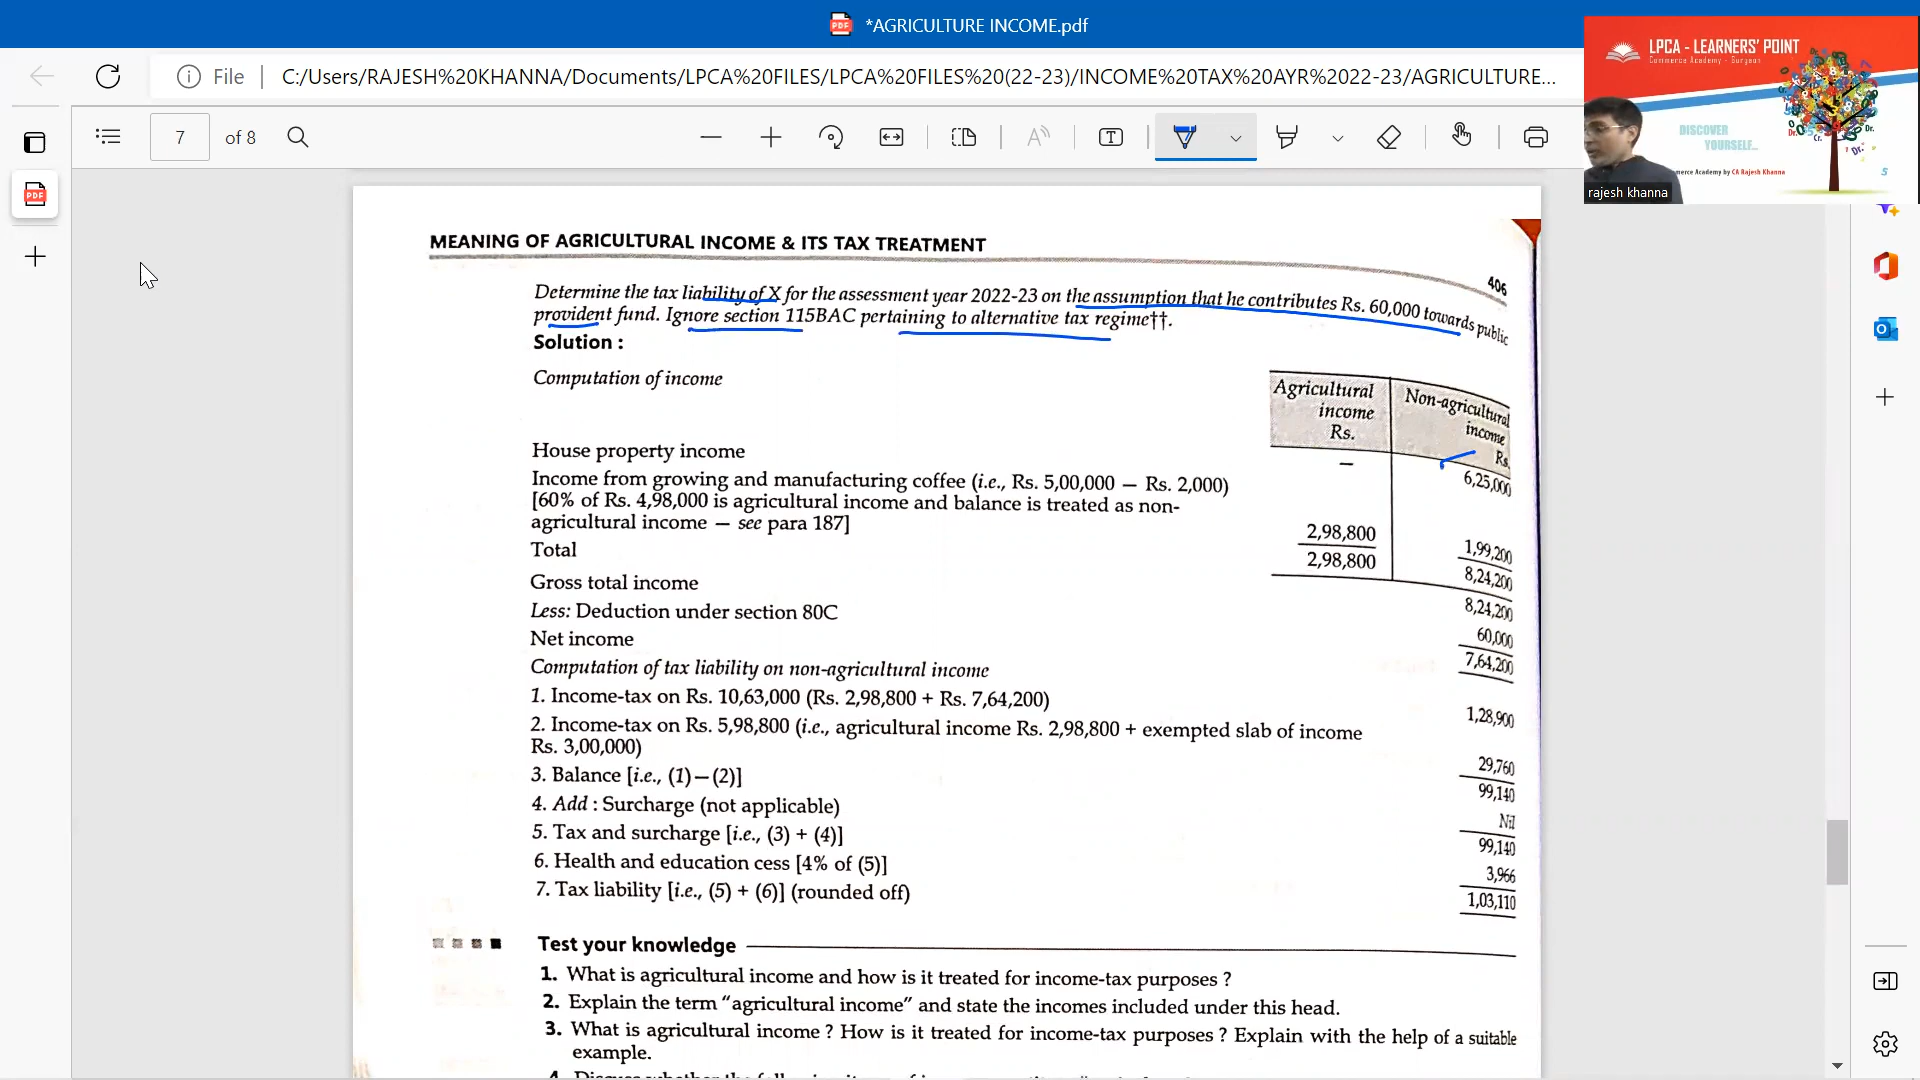 *AGRICULTURE INCOME.pdf
File
C:/Users/RAJESH%20KHANNA/Documents/LPCA%20FILES/LPCA%20FILES%20(22-23)/INCOME%20TAX%20AYR%2022-23/AGRICULTURE...
7 of 8
LPCA - LEARNERS' POINT
Commerce Academy - Gurgaon
DISCOVER
YOURSELF...
merce Academy by CA Rajesh Khanna
rajesh khanna
MEANING OF AGRICULTURAL INCOME & ITS TAX TREATMENT
406
Determine the tax liability of X for the assessment year 2022-23 on the assumption that he contributes Rs. 60,000 towards public
provident fund. Ignore section 115BAC pertaining to alternative tax regime††.
Solution :
Computation of income
Agricultural income Rs.
Non-agricultural income Rs.
House property income — 6,25,000
Income from growing and manufacturing coffee (i.e., Rs. 5,00,000 — Rs. 2,000)
[60% of Rs. 4,98,000 is agricultural income and balance is treated as non-
agricultural income — see para 187] 2,98,800 1,99,200
Total 2,98,800 8,24,200
Gross total income 8,24,200
Less: Deduction under section 80C 60,000
Net income 7,64,200
Computation of tax liability on non-agricultural income
1. Income-tax on Rs. 10,63,000 (Rs. 2,98,800 + Rs. 7,64,200) 1,28,900
2. Income-tax on Rs. 5,98,800 (i.e., agricultural income Rs. 2,98,800 + exempted slab of income
Rs. 3,00,000) 29,760
3. Balance [i.e., (1)—(2)] 99,140
4. Add : Surcharge (not applicable) Nil
5. Tax and surcharge [i.e., (3) + (4)] 99,140
6. Health and education cess [4% of (5)] 3,966
7. Tax liability [i.e., (5) + (6)] (rounded off) 1,03,110
Test your knowledge
1. What is agricultural income and how is it treated for income-tax purposes ?
2. Explain the term "agricultural income" and state the incomes included under this head.
3. What is agricultural income ? How is it treated for income-tax purposes ? Explain with the help of a suitable
example.